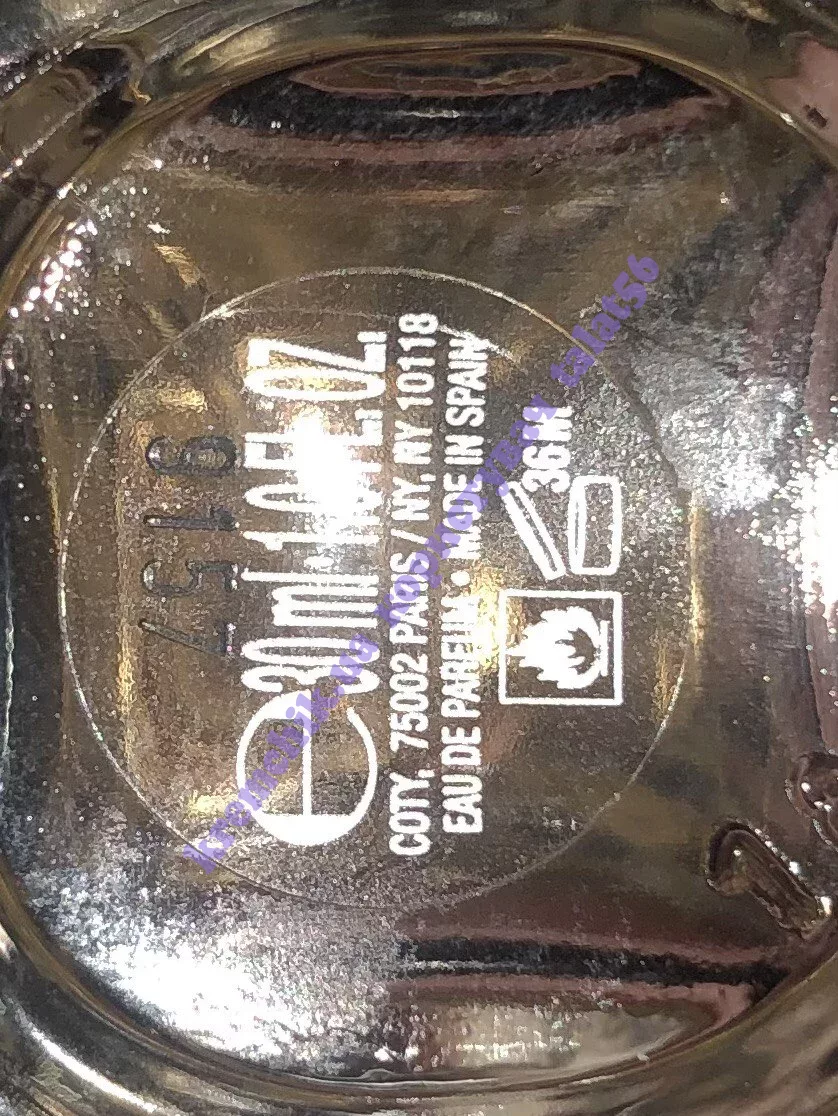 ℮ 30 ml - 1.0 FL. OZ.
COTY, 75002 PARIS / NY, NY 10118
EAU DE PARFUM • MADE IN SPAIN
36M
talat56